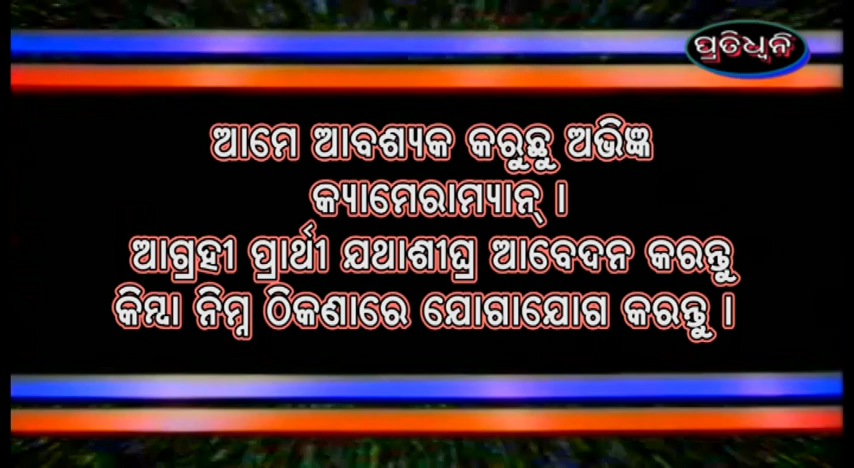 ପ୍ରତିଧ୍ୱନି
ଆମେ ଆବଶ୍ୟକ କରୁଛୁ ଅଭିଜ୍ଞ
କ୍ୟାମେରାମ୍ୟାନ୍ ।
ଆଗ୍ରହୀ ପ୍ରାର୍ଥୀ ଯଥାଶୀଘ୍ର ଆବେଦନ କରନ୍ତୁ
କିମ୍ବା ନିମ୍ନ ଠିକଣାରେ ଯୋଗାଯୋଗ କରନ୍ତୁ ।